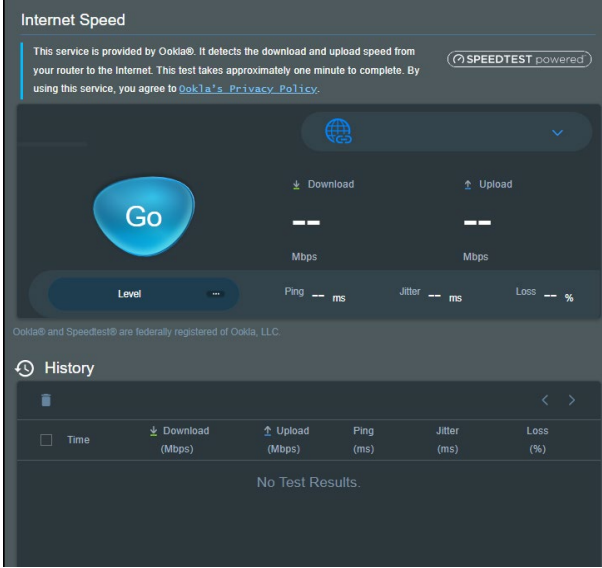 Internet Speed
This service is provided by Ookla®. It detects the download and upload speed from
your router to the Internet. This test takes approximately one minute to complete. By
using this service, you agree to Ookla's Privacy Policy.
SPEEDTEST powered
Download
Upload
Go
-- --
Mbps Mbps
Level ... Ping -- ms Jitter -- ms Loss -- %
Ookla® and Speedtest® are federally registered of Ookla, LLC.
History
Time Download (Mbps) Upload (Mbps) Ping (ms) Jitter (ms) Loss (%)
No Test Results.